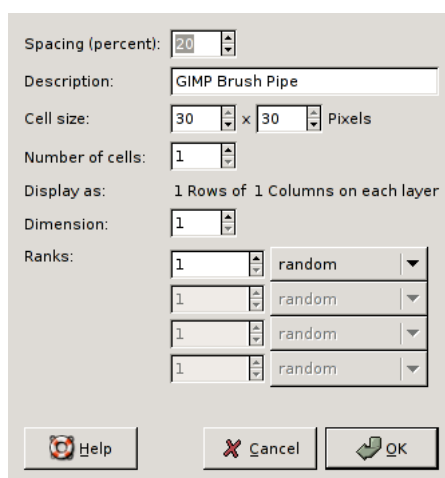 Spacing (percent): 20
Description: GIMP Brush Pipe
Cell size: 30 x 30 Pixels
Number of cells: 1
Display as: 1 Rows of 1 Columns on each layer
Dimension: 1
Ranks: 1 random
1 random
1 random
1 random
Help Cancel OK